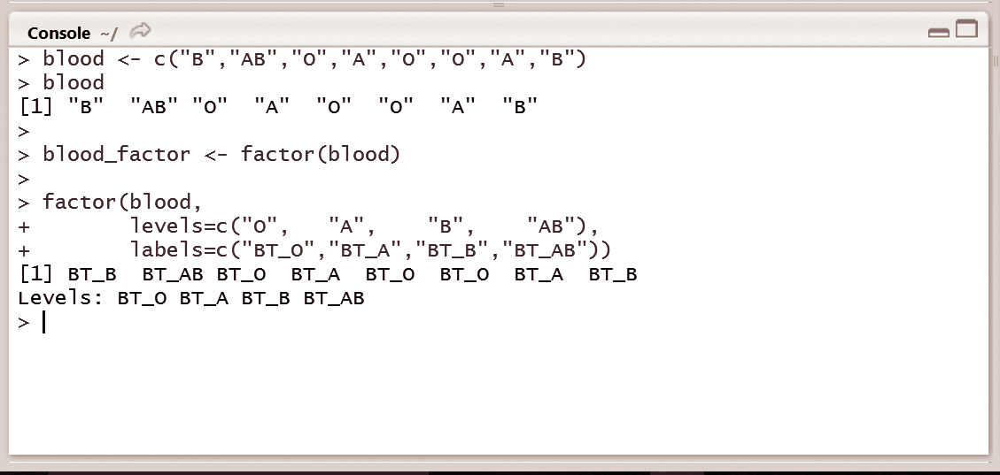 Console ~/
> blood <- c("B","AB","O","A","O","O","A","B")
> blood
[1] "B"  "AB" "O"  "A"  "O"  "O"  "A"  "B"
>
> blood_factor <- factor(blood)
>
> factor(blood,
+        levels=c("O",   "A",    "B",    "AB"),
+        labels=c("BT_O","BT_A","BT_B","BT_AB"))
[1] BT_B  BT_AB BT_O  BT_A  BT_O  BT_O  BT_A  BT_B
Levels: BT_O BT_A BT_B BT_AB
>